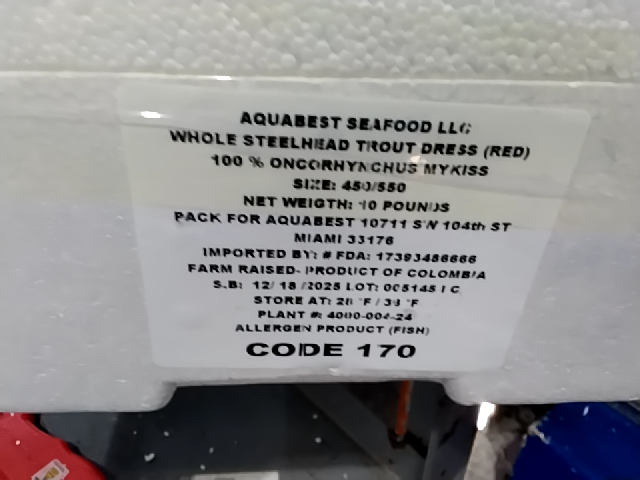 AQUABEST SEAFOOD LLC
WHOLE STEELHEAD TROUT DRESS (RED)
100 % ONCORHYNCHUS MYKISS
SIZE: 450/550
NET WEIGTH: 10 POUNDS
PACK FOR AQUABEST 10711 SW 104th ST
MIAMI 33176
IMPORTED BY: # FDA: 17393486666
FARM RAISED- PRODUCT OF COLOMBIA
S.B: 12/ 18 /2025 LOT: 005145
STORE AT: °F / °F
PLANT #: 4000-004-24
ALLERGEN PRODUCT (FISH)
CODE 170